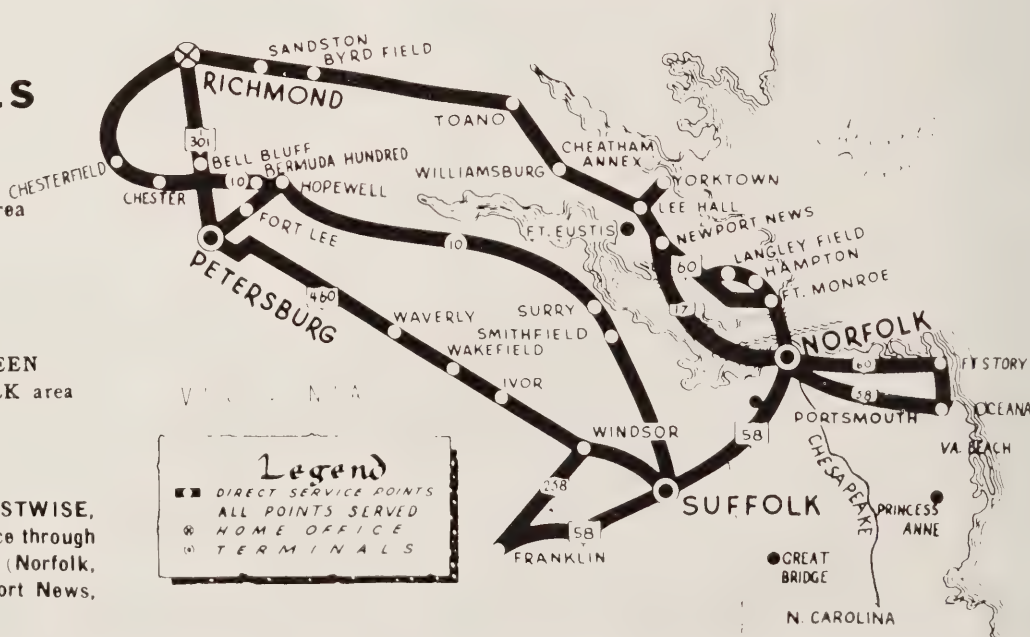 LS
rea
EEN
LK area
STWISE,
ce through
(Norfolk,
ort News,
SANDSTON
BYRD FIELD
RICHMOND
TOANO
301
BELL BLUFF
BERMUDA HUNDRED
CHESTERFIELD
CHESTER
10
HOPEWELL
FORT LEE
CHEATHAM
ANNEX
WILLIAMSBURG
YORKTOWN
LEE HALL
FT. EUSTIS
NEWPORT NEWS
LANGLEY FIELD
HAMPTON
FT. MONROE
60
17
PETERSBURG
10
460
WAVERLY
WAKEFIELD
IVOR
SURRY
SMITHFIELD
NORFOLK
60
FT STORY
58
PORTSMOUTH
OCEANA
VA. BEACH
WINDSOR
58
258
58
SUFFOLK
FRANKLIN
CHESAPEAKE
PRINCESS
ANNE
GREAT
BRIDGE
N. CAROLINA
Legend
DIRECT SERVICE POINTS
ALL POINTS SERVED
HOME OFFICE
TERMINALS